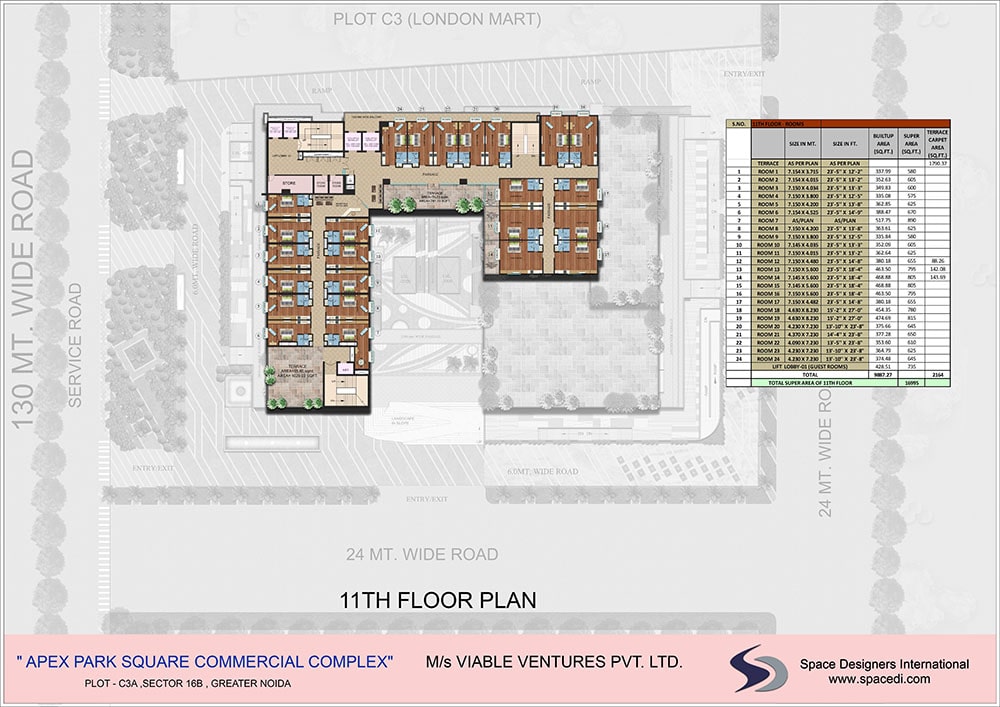 PLOT C3 (LONDON MART)
ENTRY/EXIT
RAMP
RAMP
130 MT. WIDE ROAD
SERVICE ROAD
6.0MT. WIDE ROAD
STORE
PASSAGE
PASSAGE
PASSAGE
TERRACE
TERRACE
S.NO. 11TH FLOOR - ROOMS
SIZE IN MT. SIZE IN FT. BUILTUP AREA (SQ.FT.) SUPER AREA (SQ.FT.) TERRACE CARPET AREA (SQ.FT.)
TERRACE AS PER PLAN AS PER PLAN 1790.37
1 ROOM 1 7.154 X 3.715 23'-5" X 12'-2" 337.99 580
2 ROOM 2 7.154 X 4.015 23'-5" X 13'-2" 352.63 605
3 ROOM 3 7.150 X 4.034 23'-5" X 13'-3" 349.83 600
4 ROOM 4 7.150 X 3.800 23'-5" X 12'-5" 335.08 575
5 ROOM 5 7.150 X 4.200 23'-5" X 13'-8" 362.85 625
6 ROOM 6 7.154 X 4.525 23'-5" X 14'-9" 388.47 670
7 ROOM 7 AS/PLAN AS/PLAN 517.75 890
8 ROOM 8 7.150 X 4.200 23'-5" X 13'-8" 363.61 625
9 ROOM 9 7.150 X 3.800 23'-5" X 12'-5" 335.84 580
10 ROOM 10 7.145 X 4.035 23'-5" X 13'-2" 352.09 605
11 ROOM 11 7.150 X 4.015 23'-5" X 13'-2" 362.64 625
12 ROOM 12 7.150 X 4.480 23'-5" X 14'-8" 380.18 655 88.26
13 ROOM 13 7.150 X 5.600 23'-5" X 18'-4" 463.50 795 142.08
14 ROOM 14 7.145 X 5.600 23'-5" X 18'-4" 468.88 805 143.69
15 ROOM 15 7.145 X 5.600 23'-5" X 18'-4" 468.88 805
16 ROOM 16 7.150 X 5.600 23'-5" X 18'-4" 463.50 795
17 ROOM 17 7.150 X 4.482 23'-5" X 14'-8" 380.18 655
18 ROOM 18 4.630 X 8.230 15'-2" X 27'-0" 454.35 780
19 ROOM 19 4.630 X 8.230 15'-2" X 27'-0" 474.69 815
20 ROOM 20 4.230 X 7.230 13'-10" X 23'-8" 375.66 645
21 ROOM 21 4.370 X 7.230 14'-4" X 23'-8" 377.28 650
22 ROOM 22 4.090 X 7.230 13'-5" X 23'-8" 353.60 610
23 ROOM 23 4.230 X 7.230 13'-10" X 23'-8" 364.79 625
24 ROOM 24 4.230 X 7.230 13'-10" X 23'-8" 374.48 645
LIFT LOBBY-01 (GUEST ROOMS) 428.51 735
TOTAL 9887.27 2164
TOTAL SUPER AREA OF 11TH FLOOR 16995
24 MT. WIDE RO
ENTRY/EXIT
6.0MT. WIDE ROAD
ENTRY/EXIT
24 MT. WIDE ROAD
11TH FLOOR PLAN
" APEX PARK SQUARE COMMERCIAL COMPLEX"
PLOT - C3A ,SECTOR 16B , GREATER NOIDA
M/s VIABLE VENTURES PVT. LTD.
Space Designers International
www.spacedi.com